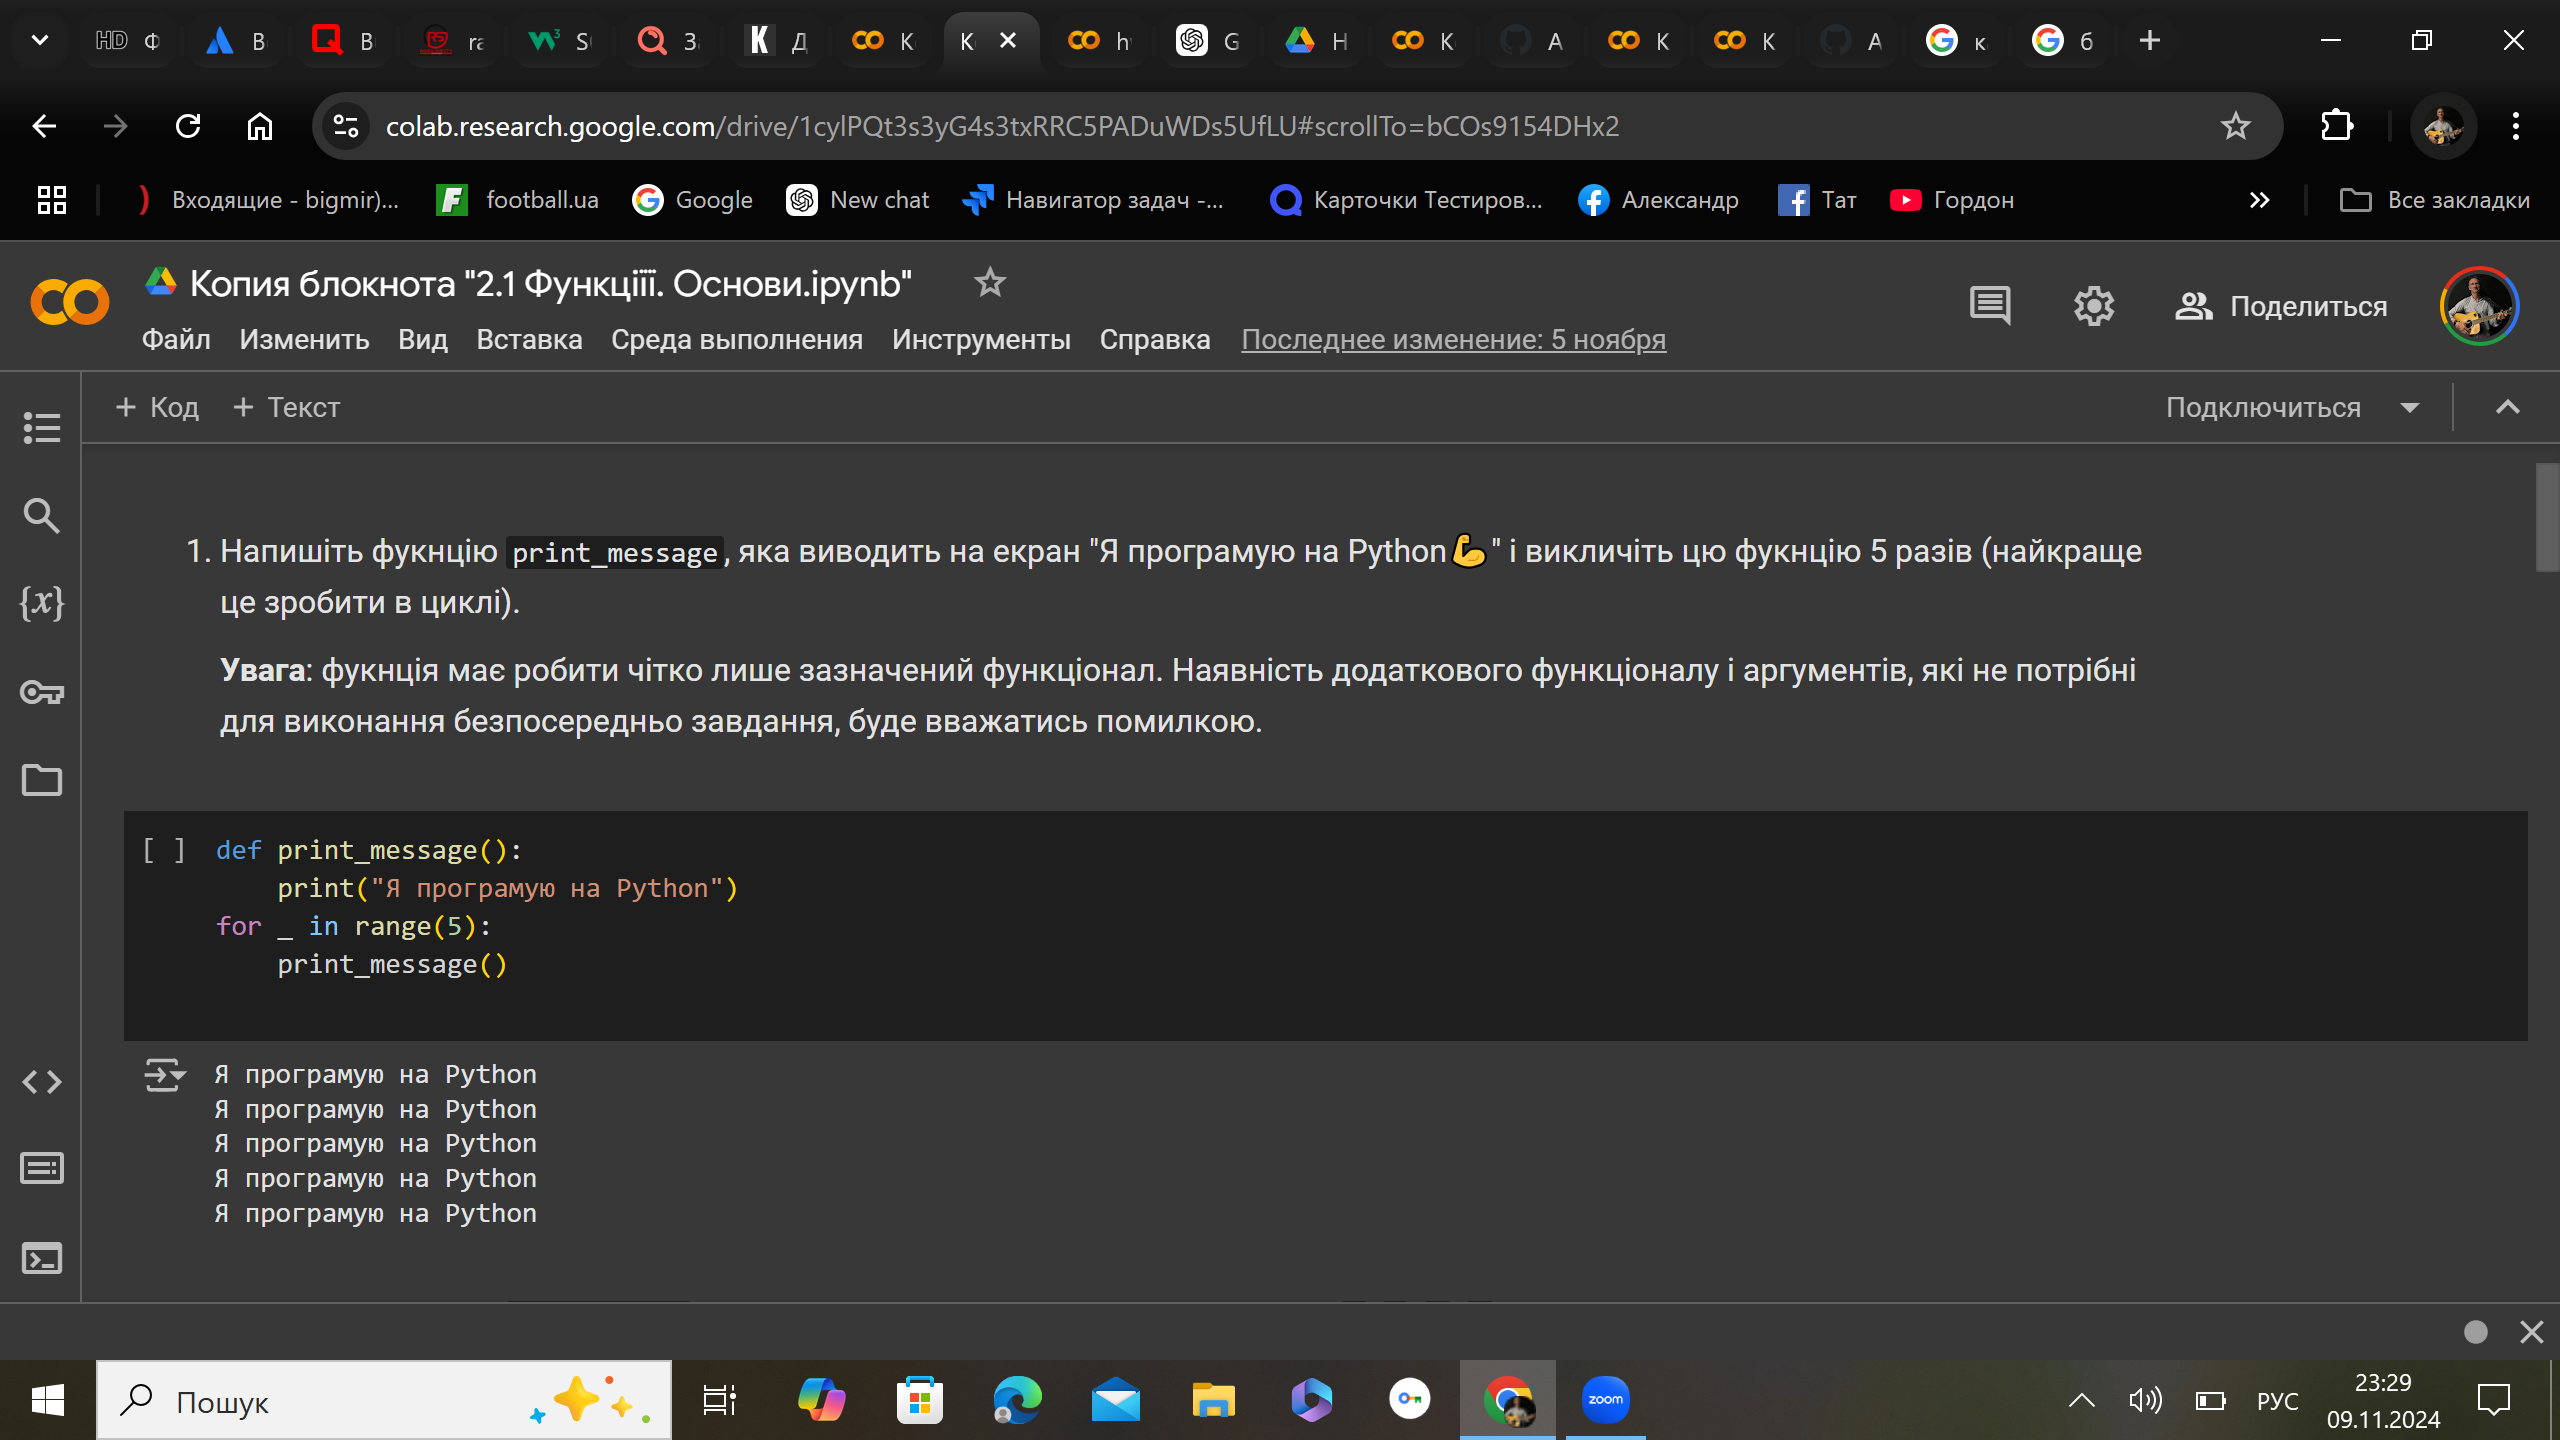 HD Ф В В ra S З Д К К h G Н К А К К А к б
colab.research.google.com/drive/1cylPQt3s3yG4s3txRRC5PADuWDs5UfLU#scrollTo=bCOs9154DHx2
Входящие - bigmir)... football.ua Google New chat Навигатор задач -... Карточки Тестиров... Александр Тат Гордон Все закладки
Копия блокнота "2.1 Функціїї. Основи.ipynb"
Файл Изменить Вид Вставка Среда выполнения Инструменты Справка Последнее изменение: 5 ноября Поделиться
+ Код + Текст Подключиться
1. Напишіть фукнцію print_message, яка виводить на екран "Я програмую на Python💪" і викличіть цю фукнцію 5 разів (найкраще
це зробити в циклі).
Увага: фукнція має робити чітко лише зазначений функціонал. Наявність додаткового функціоналу і аргументів, які не потрібні
для виконання безпосередньо завдання, буде вважатись помилкою.
[ ] def print_message():
print("Я програмую на Python")
for _ in range(5):
print_message()
Я програмую на Python
Я програмую на Python
Я програмую на Python
Я програмую на Python
Я програмую на Python
Пошук zoom РУС 23:29
09.11.2024